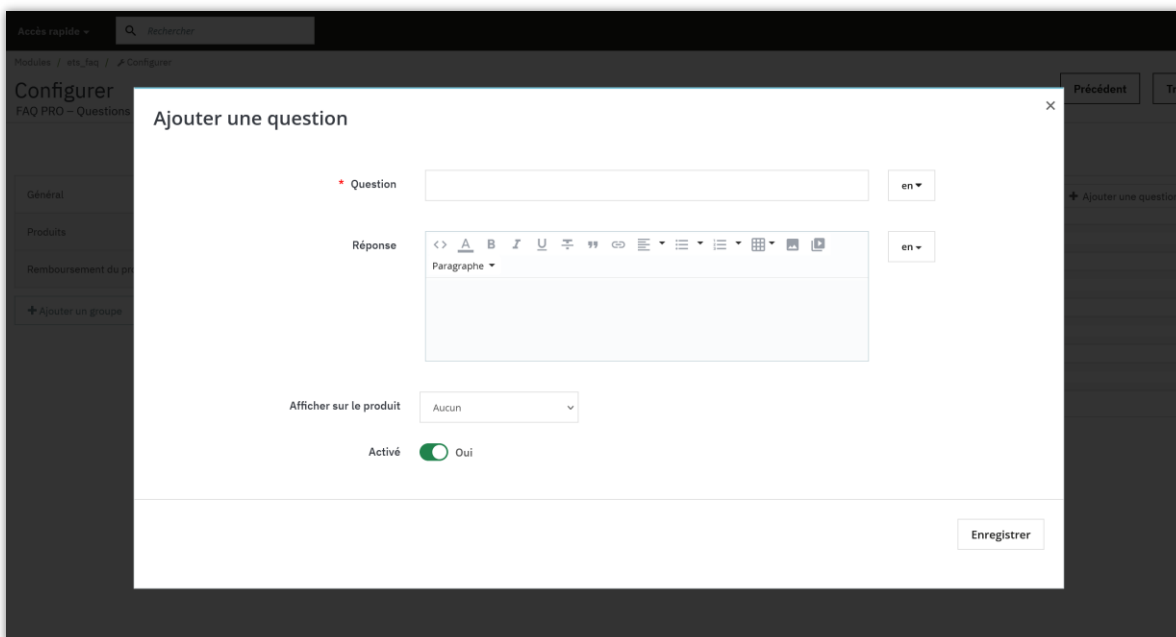 Accès rapide
Rechercher
Modules / ets_faq / Configurer
Configurer
FAQ PRO – Questions
Précédent
Tr
Ajouter une question
×
Général
Produits
Remboursement du pr
+ Ajouter un groupe
+ Ajouter une question
* Question
en
Réponse
en
Paragraphe
Afficher sur le produit
Aucun
Activé
Oui
Enregistrer